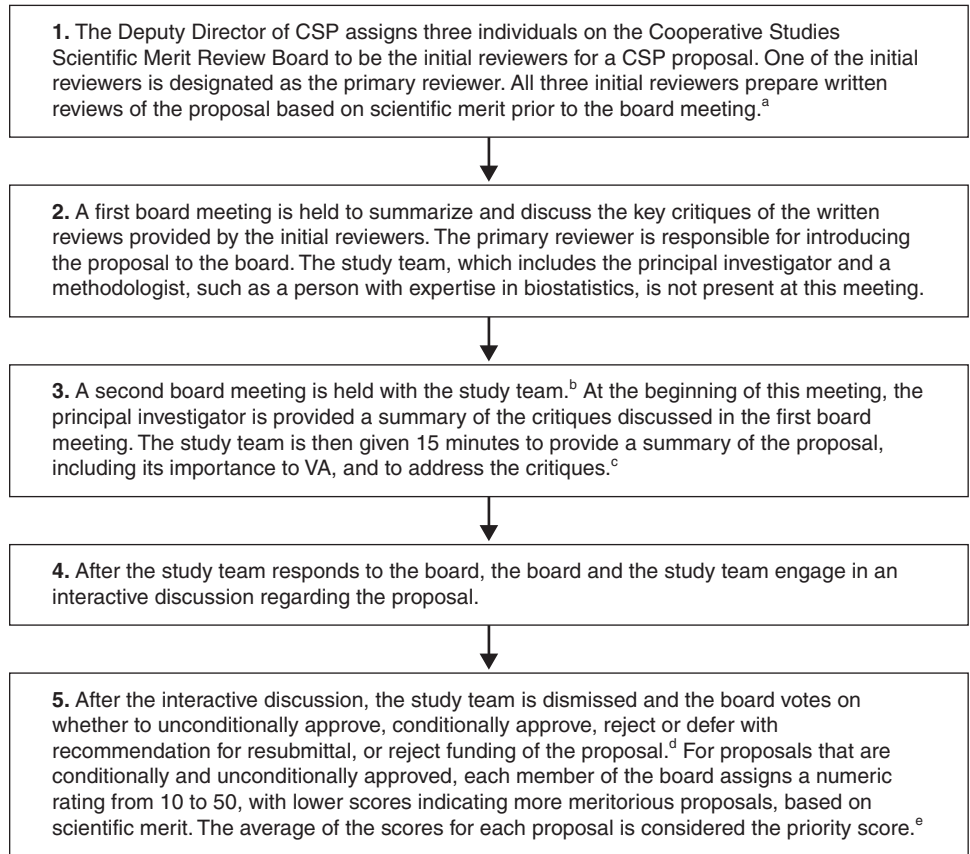 1. The Deputy Director of CSP assigns three individuals on the Cooperative Studies
Scientific Merit Review Board to be the initial reviewers for a CSP proposal. One of the initial
reviewers is designated as the primary reviewer. All three initial reviewers prepare written
reviews of the proposal based on scientific merit prior to the board meeting.a
2. A first board meeting is held to summarize and discuss the key critiques of the written
reviews provided by the initial reviewers. The primary reviewer is responsible for introducing
the proposal to the board. The study team, which includes the principal investigator and a
methodologist, such as a person with expertise in biostatistics, is not present at this meeting.
3. A second board meeting is held with the study team.b At the beginning of this meeting, the
principal investigator is provided a summary of the critiques discussed in the first board
meeting. The study team is then given 15 minutes to provide a summary of the proposal,
including its importance to VA, and to address the critiques.c
4. After the study team responds to the board, the board and the study team engage in an
interactive discussion regarding the proposal.
5. After the interactive discussion, the study team is dismissed and the board votes on
whether to unconditionally approve, conditionally approve, reject or defer with
recommendation for resubmittal, or reject funding of the proposal.d For proposals that are
conditionally and unconditionally approved, each member of the board assigns a numeric
rating from 10 to 50, with lower scores indicating more meritorious proposals, based on
scientific merit. The average of the scores for each proposal is considered the priority score.e